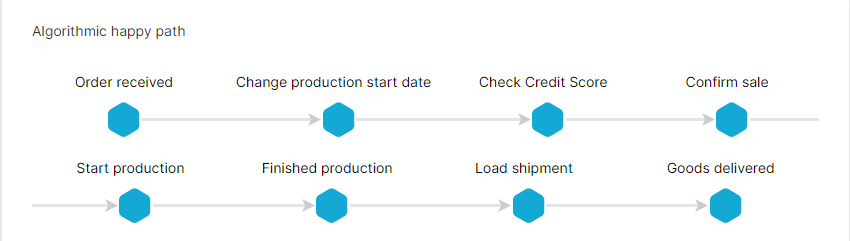 Algorithmic happy path
Order received
Change production start date
Check Credit Score
Confirm sale
Start production
Finished production
Load shipment
Goods delivered